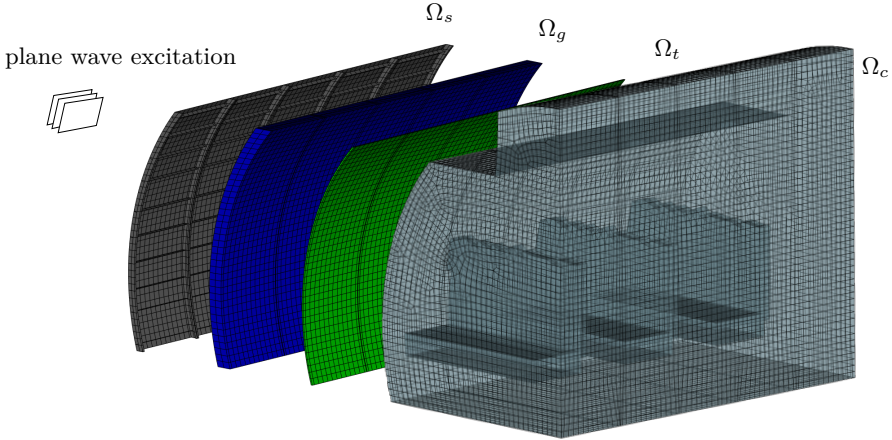 Ω_s
Ω_g
plane wave excitation
Ω_t
Ω_c